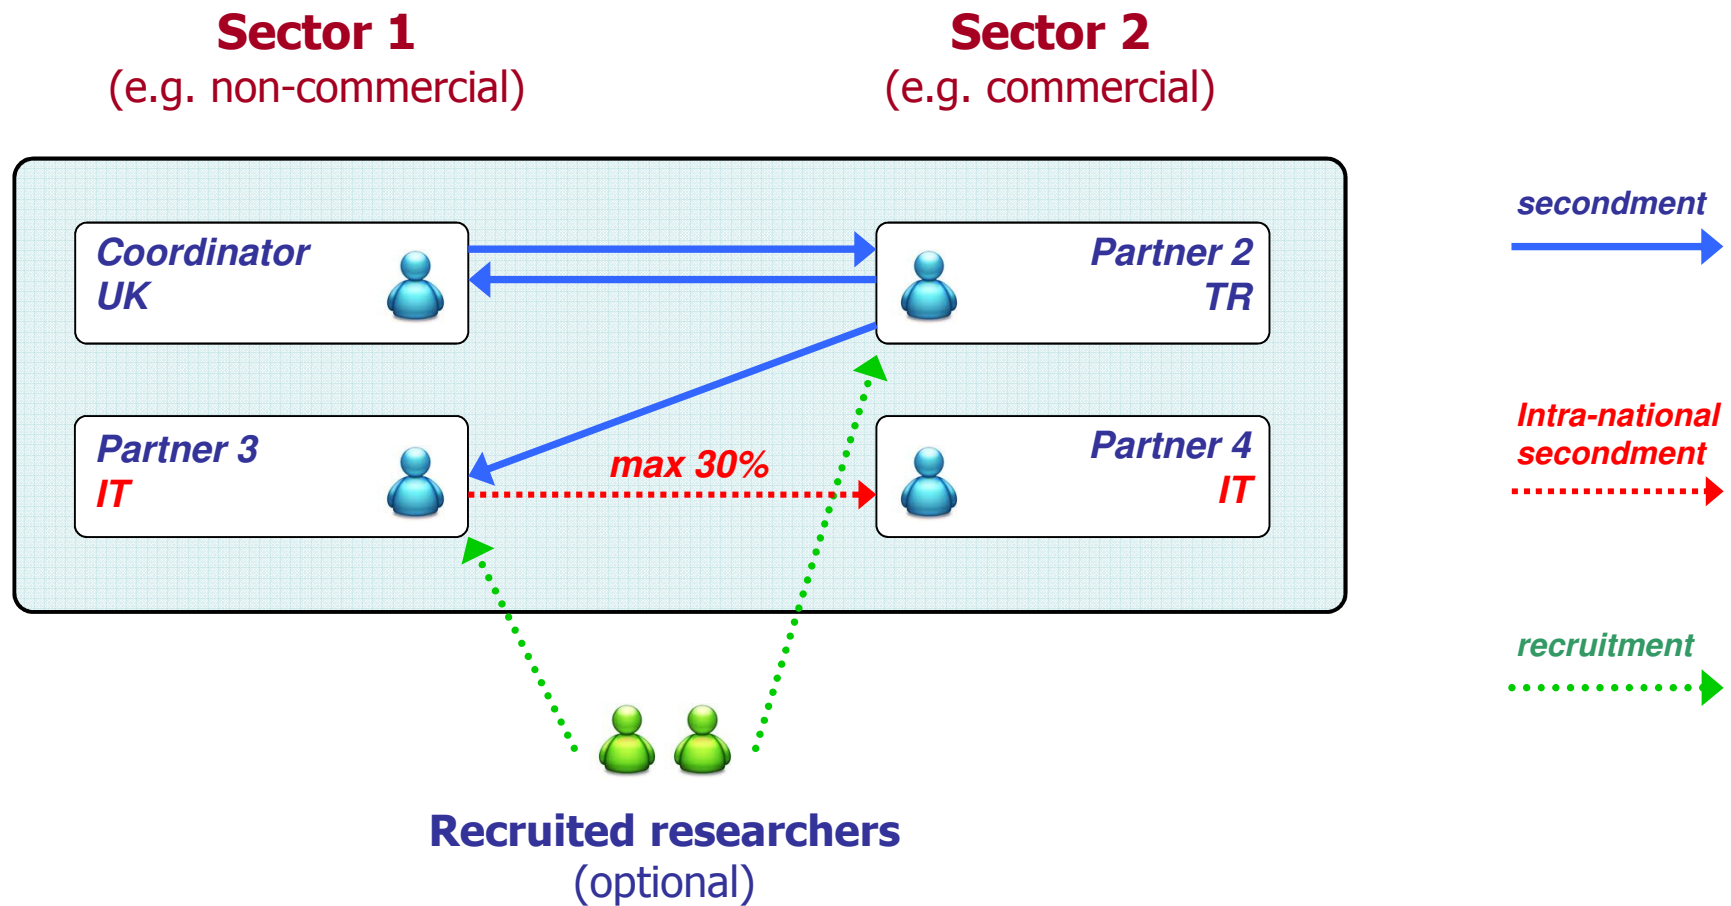 Sector 1
(e.g. non-commercial)
Sector 2
(e.g. commercial)
Coordinator
UK
Partner 2
TR
Partner 3
IT
max 30%
Partner 4
IT
secondment
Intra-national
secondment
recruitment
Recruited researchers
(optional)